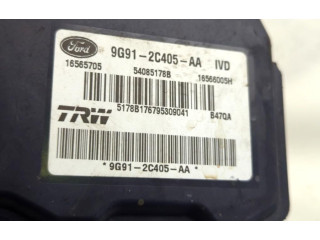 Ford 9G91-2C405-AA IVD
16565705 54085178B 16566005H
TRW 5178B176795309041 B47QA
*9G91-2C405-AA*